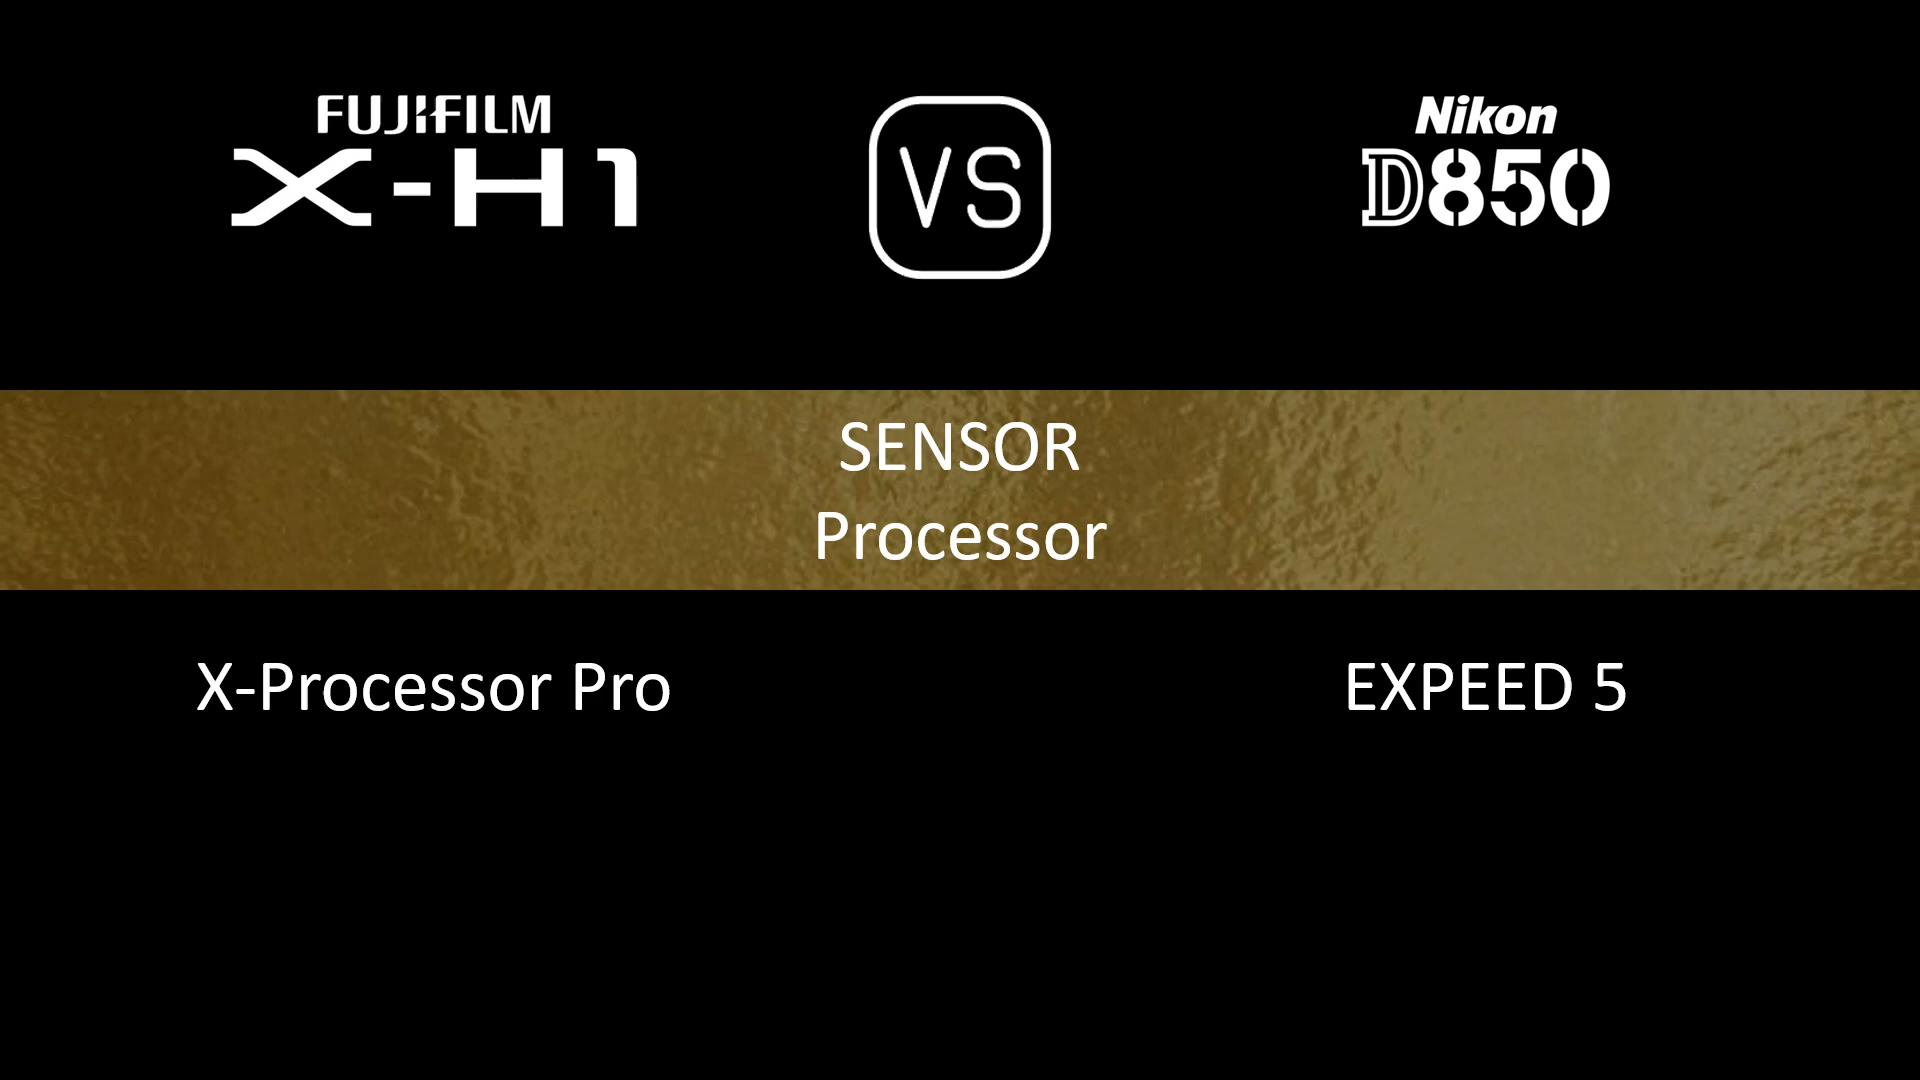 FUJIFILM
X-H1
VS
Nikon
D850
SENSOR
Processor
X-Processor Pro
EXPEED 5